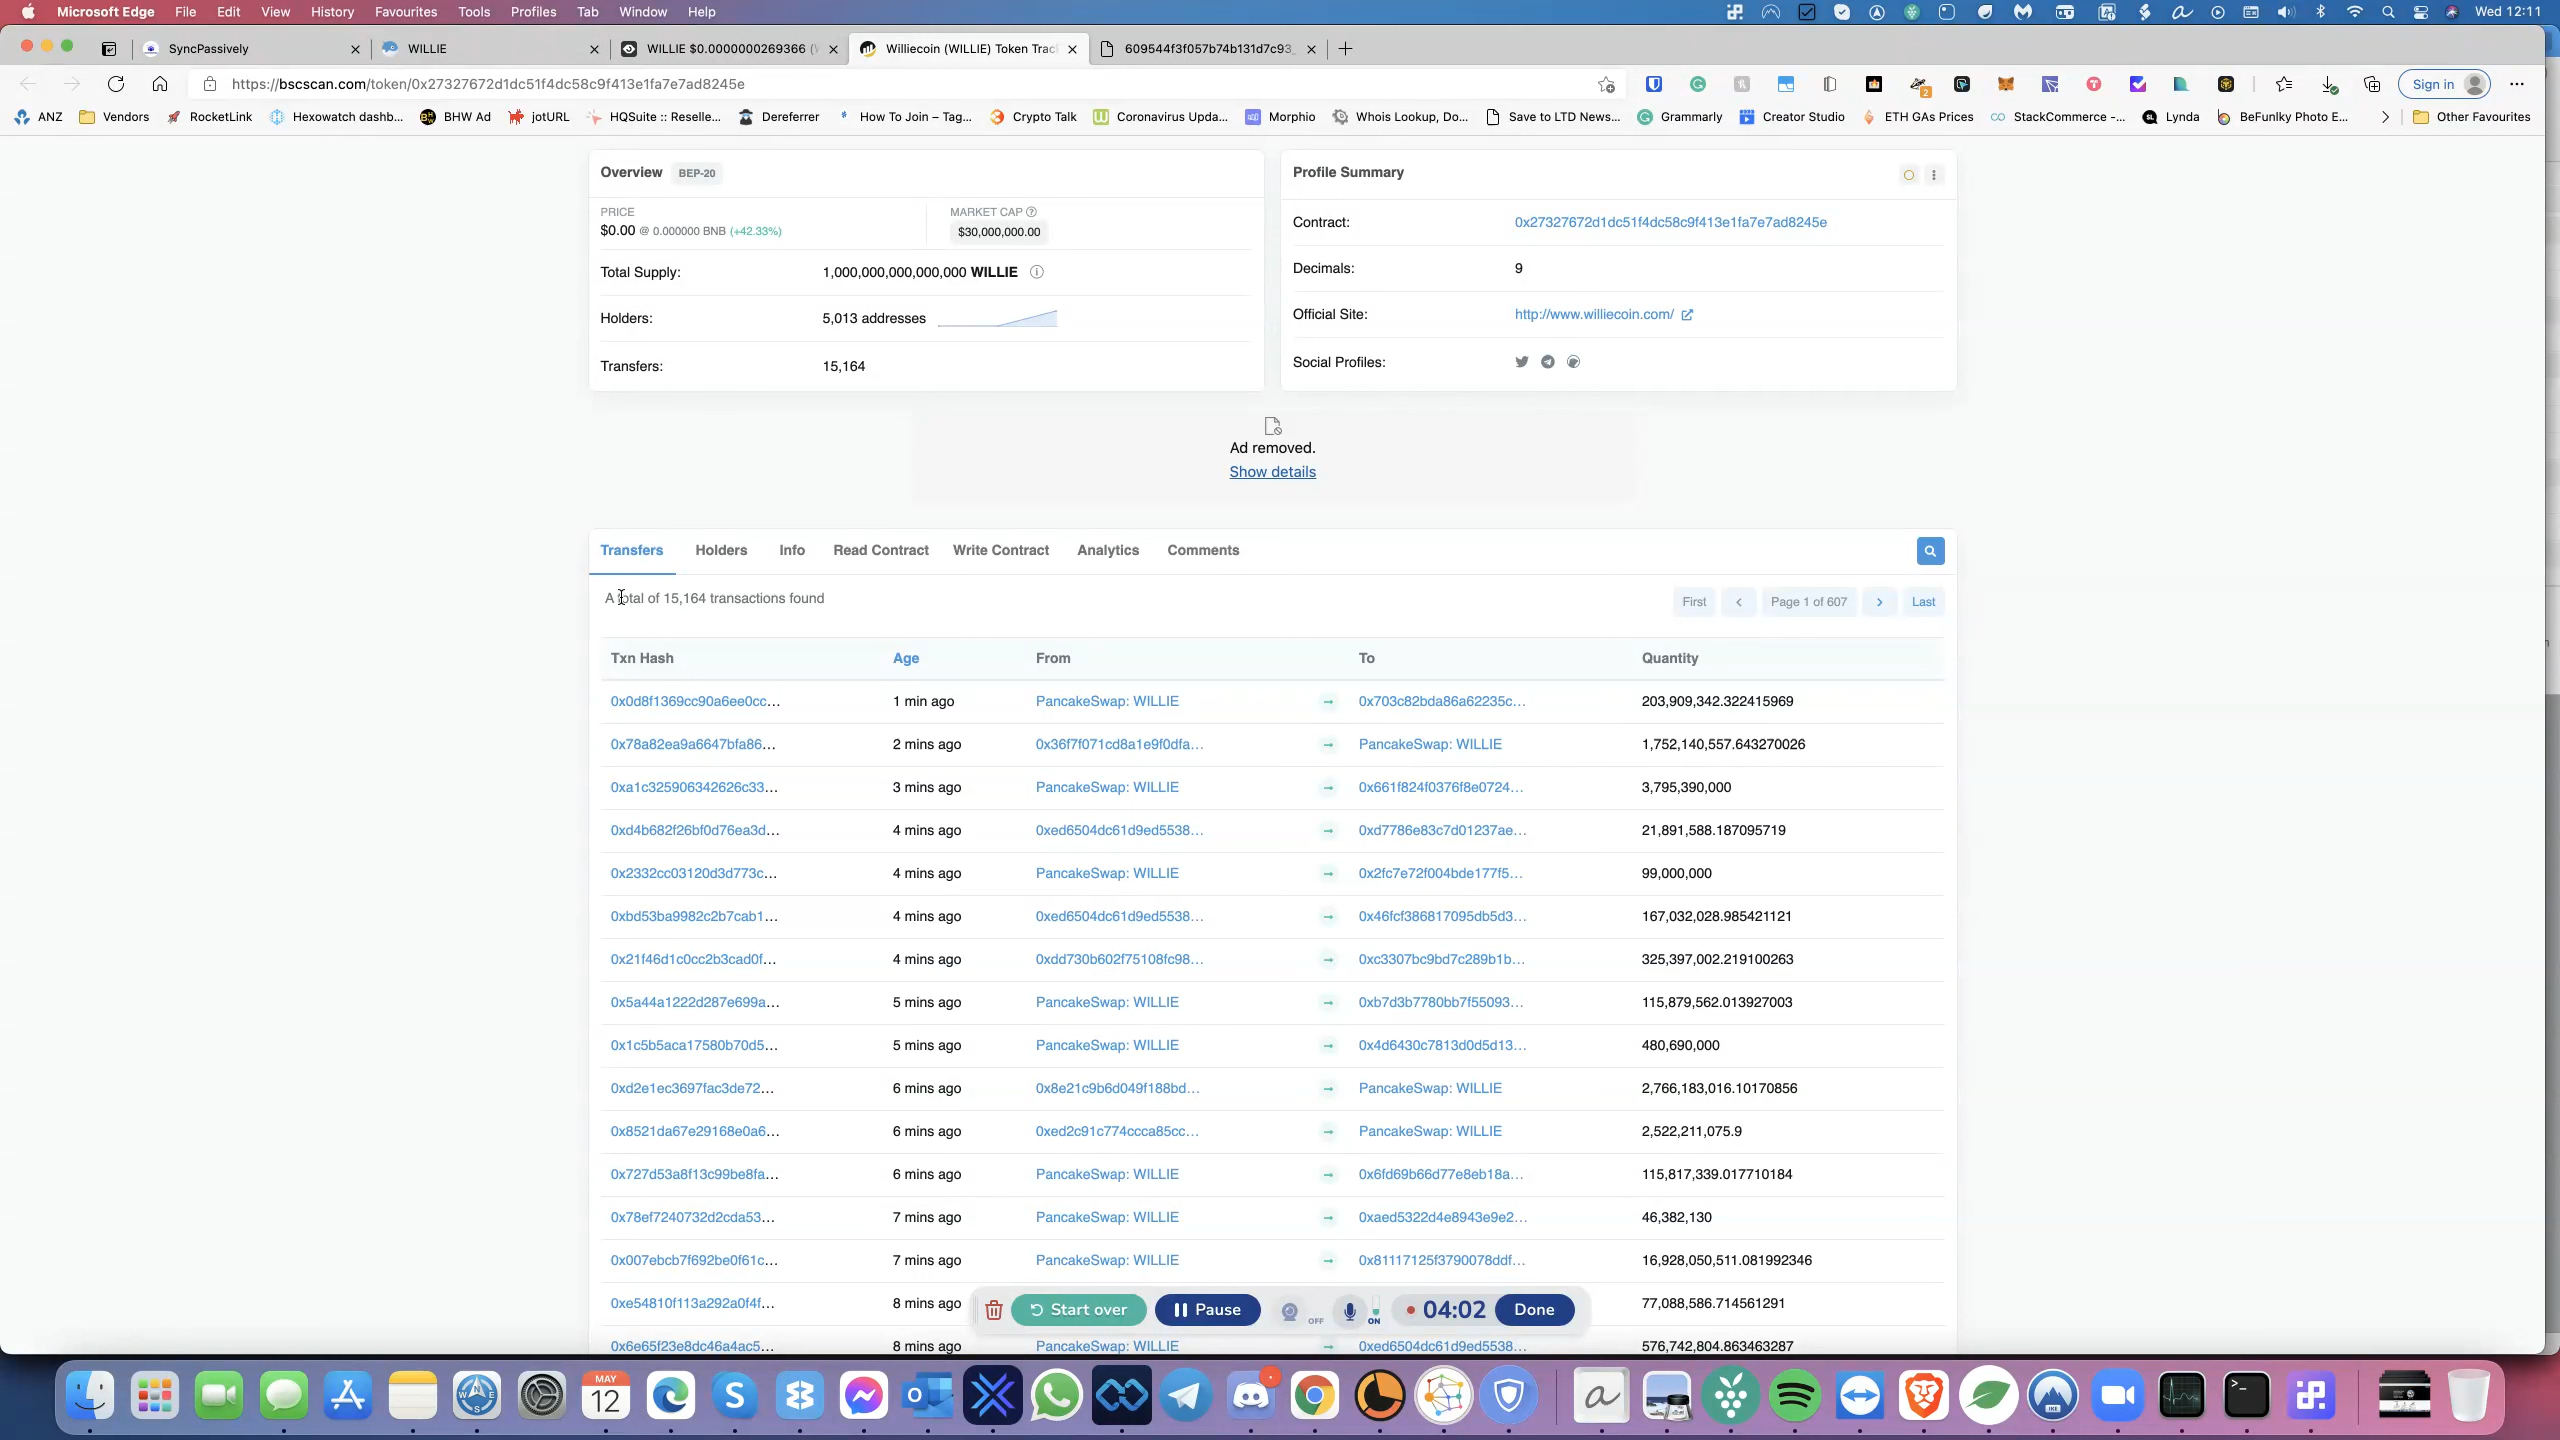 Microsoft Edge File Edit View History Favourites Tools Profiles Tab Window Help Wed 12:11
SyncPassively WILLIE WILLIE $0.0000000269366 ( Williecoin (WILLIE) Token Trac 609544f3f057b74b131d7c93_
https://bscscan.com/token/0x27327672d1dc51f4dc58c9f413e1fa7e7ad8245e Sign in
ANZ Vendors RocketLink Hexowatch dashb... BHW Ad jotURL HQSuite :: Reselle... Dereferrer How To Join – Tag... Crypto Talk Coronavirus Upda... Morphio Whois Lookup, Do... Save to LTD News... Grammarly Creator Studio ETH GAs Prices StackCommerce -... Lynda BeFunlky Photo E... Other Favourites
Overview BEP-20
PRICE MARKET CAP
$0.00 @ 0.000000 BNB (+42.33%) $30,000,000.00
Total Supply: 1,000,000,000,000,000 WILLIE
Holders: 5,013 addresses
Transfers: 15,164
Profile Summary
Contract: 0x27327672d1dc51f4dc58c9f413e1fa7e7ad8245e
Decimals: 9
Official Site: http://www.williecoin.com/
Social Profiles:
Ad removed.
Show details
Transfers Holders Info Read Contract Write Contract Analytics Comments
A total of 15,164 transactions found First Page 1 of 607 Last
Txn Hash Age From To Quantity
0x0d8f1369cc90a6ee0cc... 1 min ago PancakeSwap: WILLIE 0x703c82bda86a62235c... 203,909,342.322415969
0x78a82ea9a6647bfa86... 2 mins ago 0x36f7f071cd8a1e9f0dfa... PancakeSwap: WILLIE 1,752,140,557.643270026
0xa1c325906342626c33... 3 mins ago PancakeSwap: WILLIE 0x661f824f0376f8e0724... 3,795,390,000
0xd4b682f26bf0d76ea3d... 4 mins ago 0xed6504dc61d9ed5538... 0xd7786e83c7d01237ae... 21,891,588.187095719
0x2332cc03120d3d773c... 4 mins ago PancakeSwap: WILLIE 0x2fc7e72f004bde177f5... 99,000,000
0xbd53ba9982c2b7cab1... 4 mins ago 0xed6504dc61d9ed5538... 0x46fcf386817095db5d3... 167,032,028.985421121
0x21f46d1c0cc2b3cad0f... 4 mins ago 0xdd730b602f75108fc98... 0xc3307bc9bd7c289b1b... 325,397,002.219100263
0x5a44a1222d287e699a... 5 mins ago PancakeSwap: WILLIE 0xb7d3b7780bb7f55093... 115,879,562.013927003
0x1c5b5aca17580b70d5... 5 mins ago PancakeSwap: WILLIE 0x4d6430c7813d0d5d13... 480,690,000
0xd2e1ec3697fac3de72... 6 mins ago 0x8e21c9b6d049f188bd... PancakeSwap: WILLIE 2,766,183,016.10170856
0x8521da67e29168e0a6... 6 mins ago 0xed2c91c774ccca85cc... PancakeSwap: WILLIE 2,522,211,075.9
0x727d53a8f13c99be8fa... 6 mins ago PancakeSwap: WILLIE 0x6fd69b66d77e8eb18a... 115,817,339.017710184
0x78ef7240732d2cda53... 7 mins ago PancakeSwap: WILLIE 0xaed5322d4e8943e9e2... 46,382,130
0x007ebcb7f692be0f61c... 7 mins ago PancakeSwap: WILLIE 0x81117125f3790078ddf... 16,928,050,511.081992346
0xe54810f113a292a0f4f... 8 mins ago 77,088,586.714561291
Start over Pause OFF ON 04:02 Done
0x6e65f23e8dc46a4ac5... 8 mins ago PancakeSwap: WILLIE 0xed6504dc61d9ed5538... 576,742,804.863463287
MAY
12